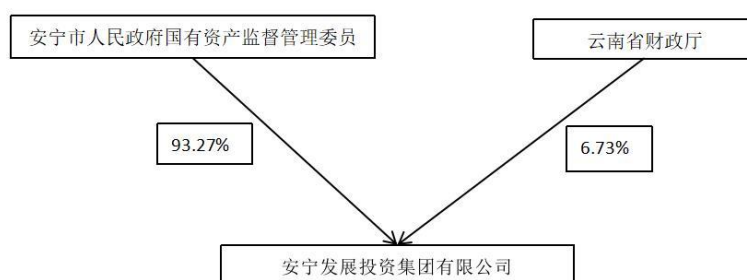 安宁市人民政府国有资产监督管理委员
云南省财政厅
93.27%
6.73%
安宁发展投资集团有限公司